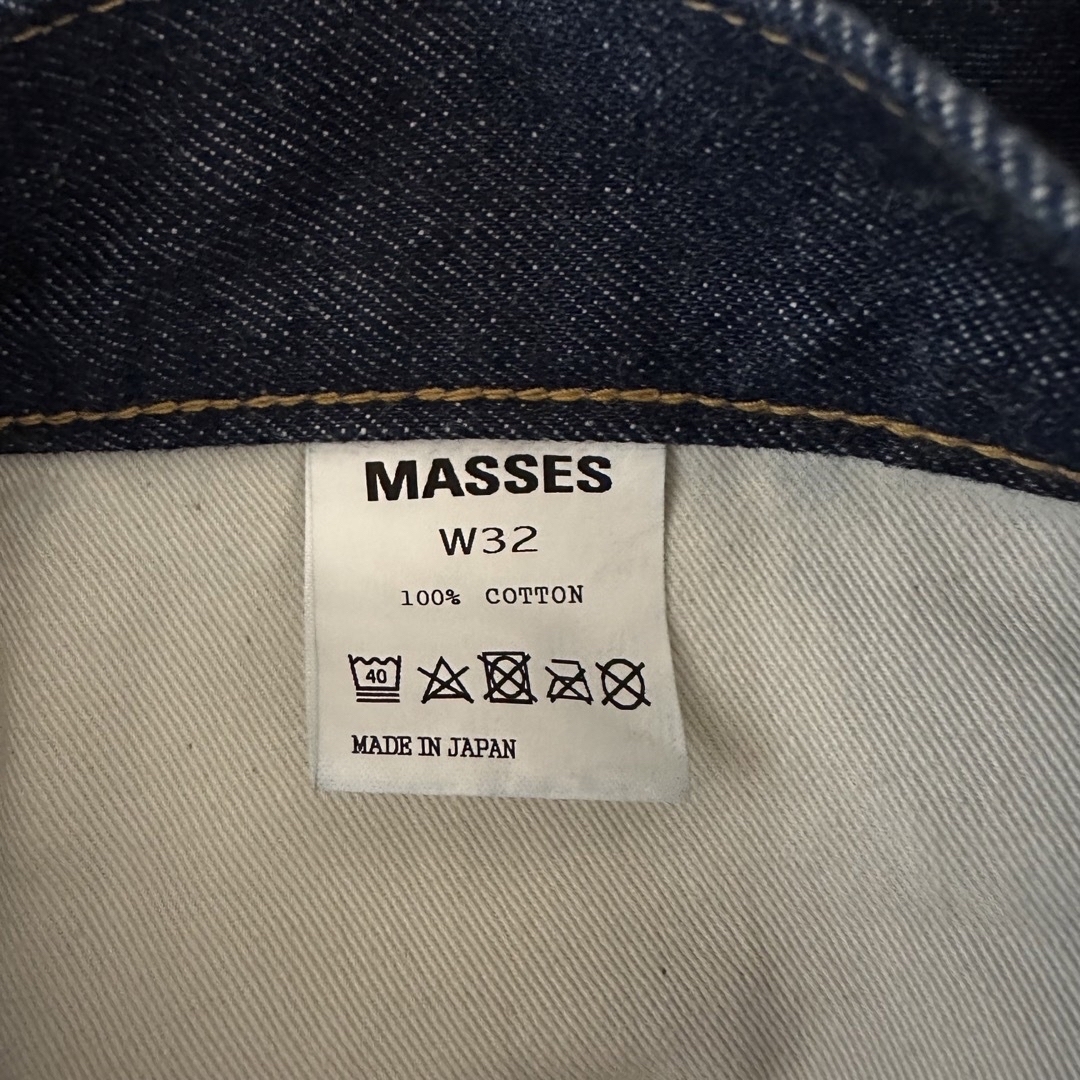 MASSES
W32
100% COTTON
40
MADE IN JAPAN